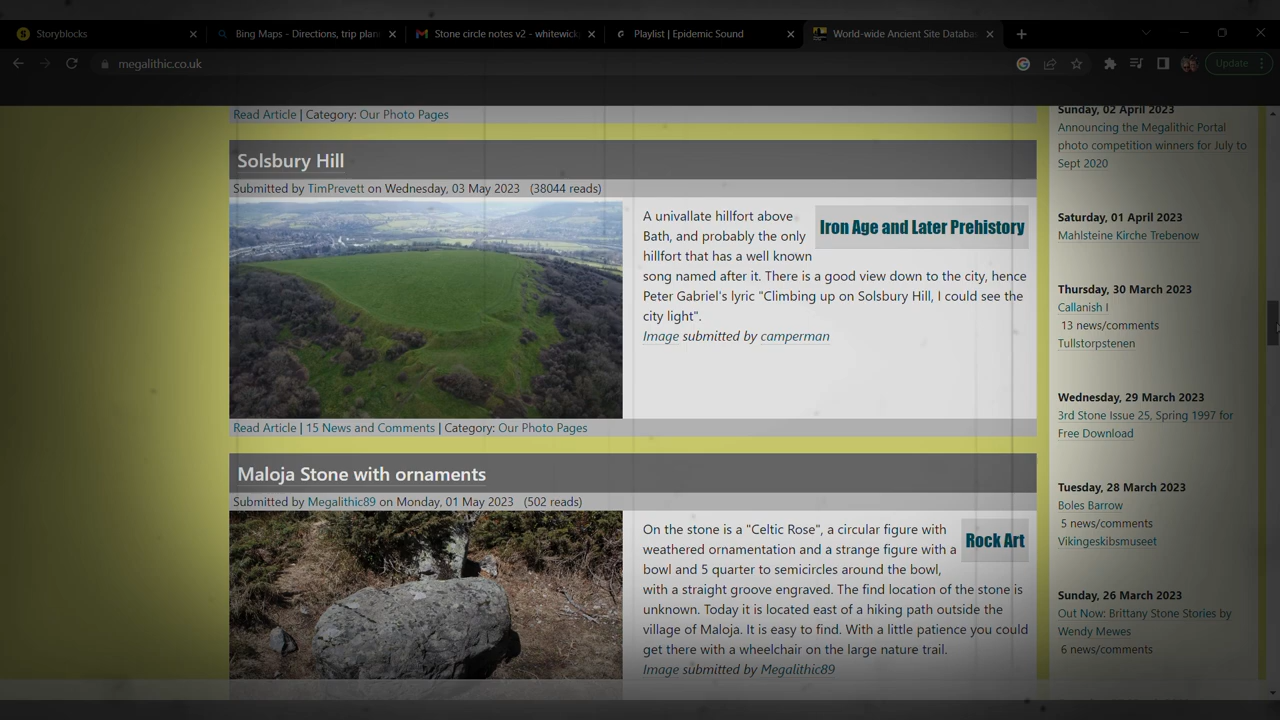 Storyblocks
Bing Maps - Directions, trip plan
Stone circle notes v2 - whitewick
Playlist | Epidemic Sound
World-wide Ancient Site Databa
megalithic.co.uk
Update
Read Article | Category: Our Photo Pages
Solsbury Hill
Submitted by TimPrevett on Wednesday, 03 May 2023 (38044 reads)
A univallate hillfort above
Bath, and probably the only
hillfort that has a well known
song named after it. There is a good view down to the city, hence
Peter Gabriel's lyric "Climbing up on Solsbury Hill, I could see the
city light".
Image submitted by camperman
Iron Age and Later Prehistory
Read Article | 15 News and Comments | Category: Our Photo Pages
Maloja Stone with ornaments
Submitted by Megalithic89 on Monday, 01 May 2023 (502 reads)
On the stone is a "Celtic Rose", a circular figure with
weathered ornamentation and a strange figure with a
bowl and 5 quarter to semicircles around the bowl,
with a straight groove engraved. The find location of the stone is
unknown. Today it is located east of a hiking path outside the
village of Maloja. It is easy to find. With a little patience you could
get there with a wheelchair on the large nature trail.
Image submitted by Megalithic89
Rock Art
Sunday, 02 April 2023
Announcing the Megalithic Portal
photo competition winners for July to
Sept 2020
Saturday, 01 April 2023
Mahlsteine Kirche Trebenow
Thursday, 30 March 2023
Callanish I
13 news/comments
Tullstorpstenen
Wednesday, 29 March 2023
3rd Stone Issue 25, Spring 1997 for
Free Download
Tuesday, 28 March 2023
Boles Barrow
5 news/comments
Vikingeskibsmuseet
Sunday, 26 March 2023
Out Now: Brittany Stone Stories by
Wendy Mewes
6 news/comments